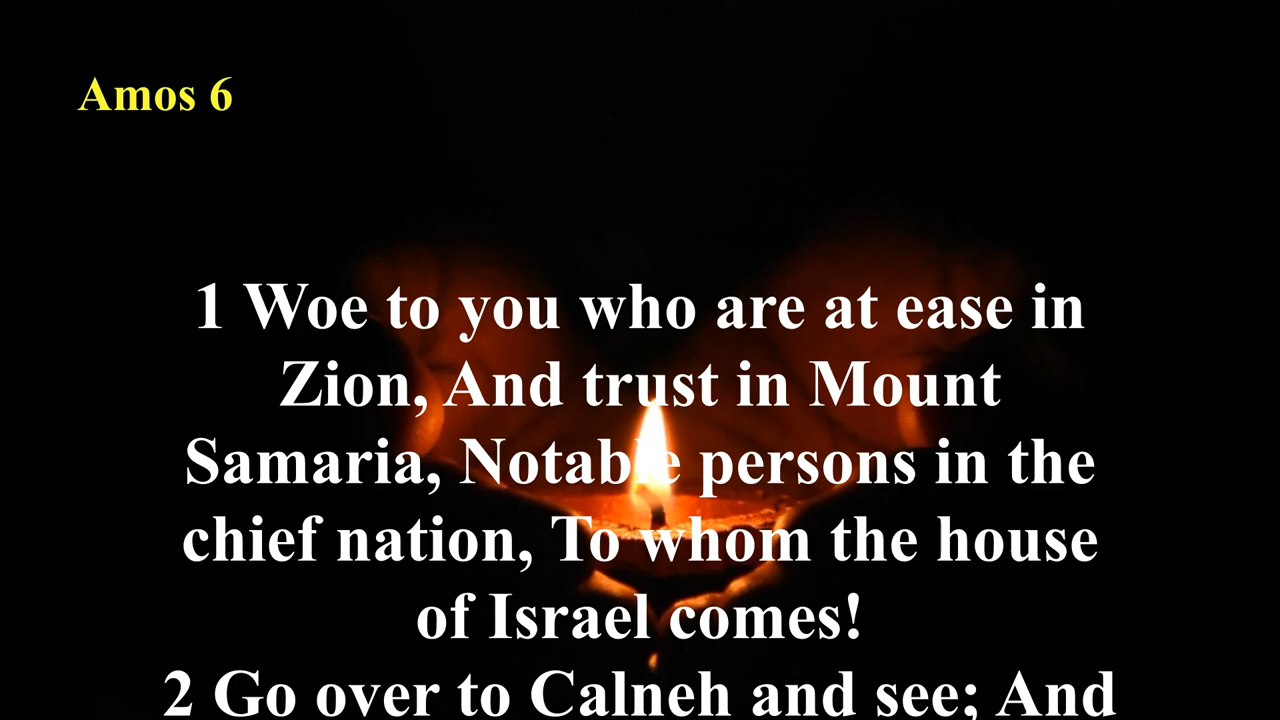 Amos 6
1 Woe to you who are at ease in
Zion, And trust in Mount
Samaria, Notable persons in the
chief nation, To whom the house
of Israel comes!
2 Go over to Calneh and see; And